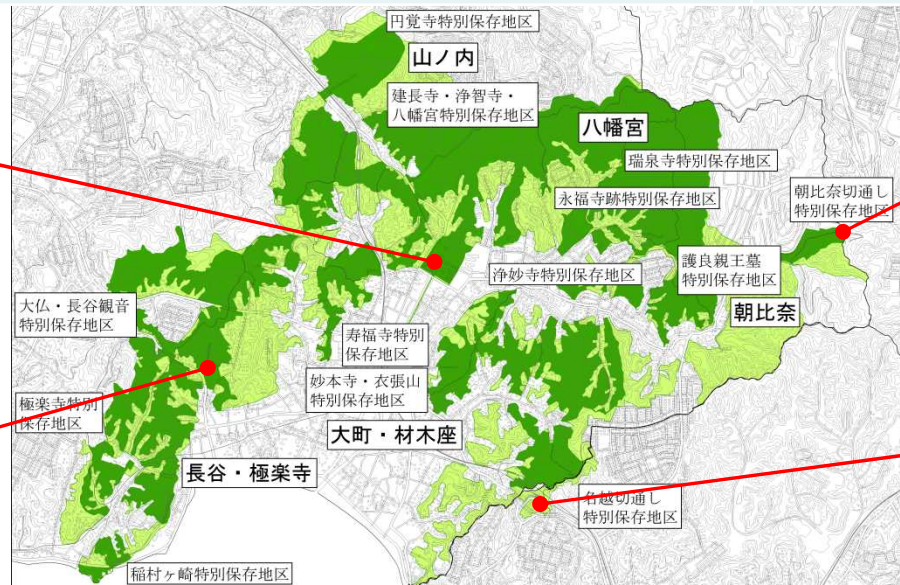 円覚寺特別保存地区
山ノ内
建長寺・浄智寺・
八幡宮特別保存地区
八幡宮
瑞泉寺特別保存地区
永福寺跡特別保存地区
朝比奈切通し
特別保存地区
浄妙寺特別保存地区
護良親王墓
特別保存地区
朝比奈
大仏・長谷観音
特別保存地区
寿福寺特別
保存地区
妙本寺・衣張山
特別保存地区
極楽寺特別
保存地区
大町・材木座
長谷・極楽寺
名越切通し
特別保存地区
稲村ヶ崎特別保存地区